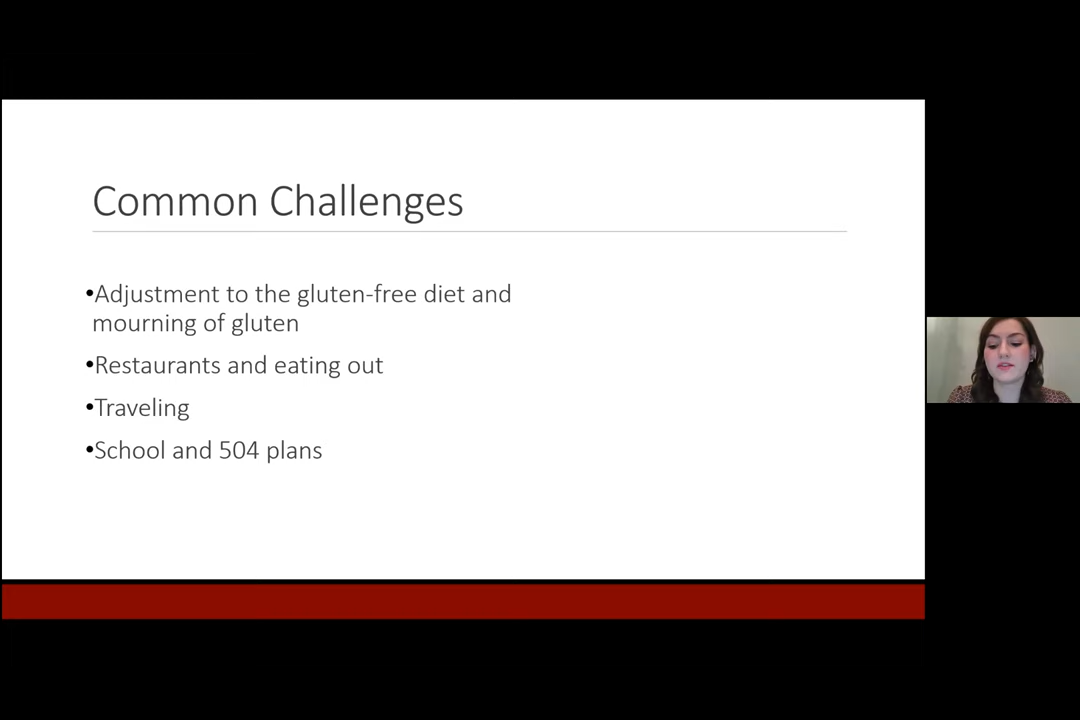 Common Challenges
•Adjustment to the gluten-free diet and
mourning of gluten
•Restaurants and eating out
•Traveling
•School and 504 plans